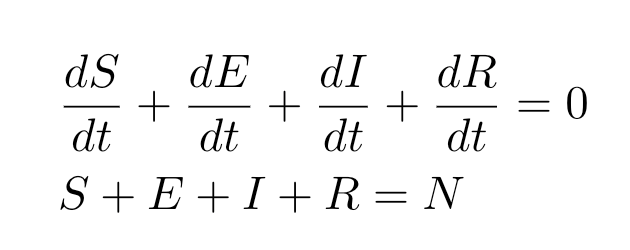 dS/dt + dE/dt + dI/dt + dR/dt = 0
S + E + I + R = N